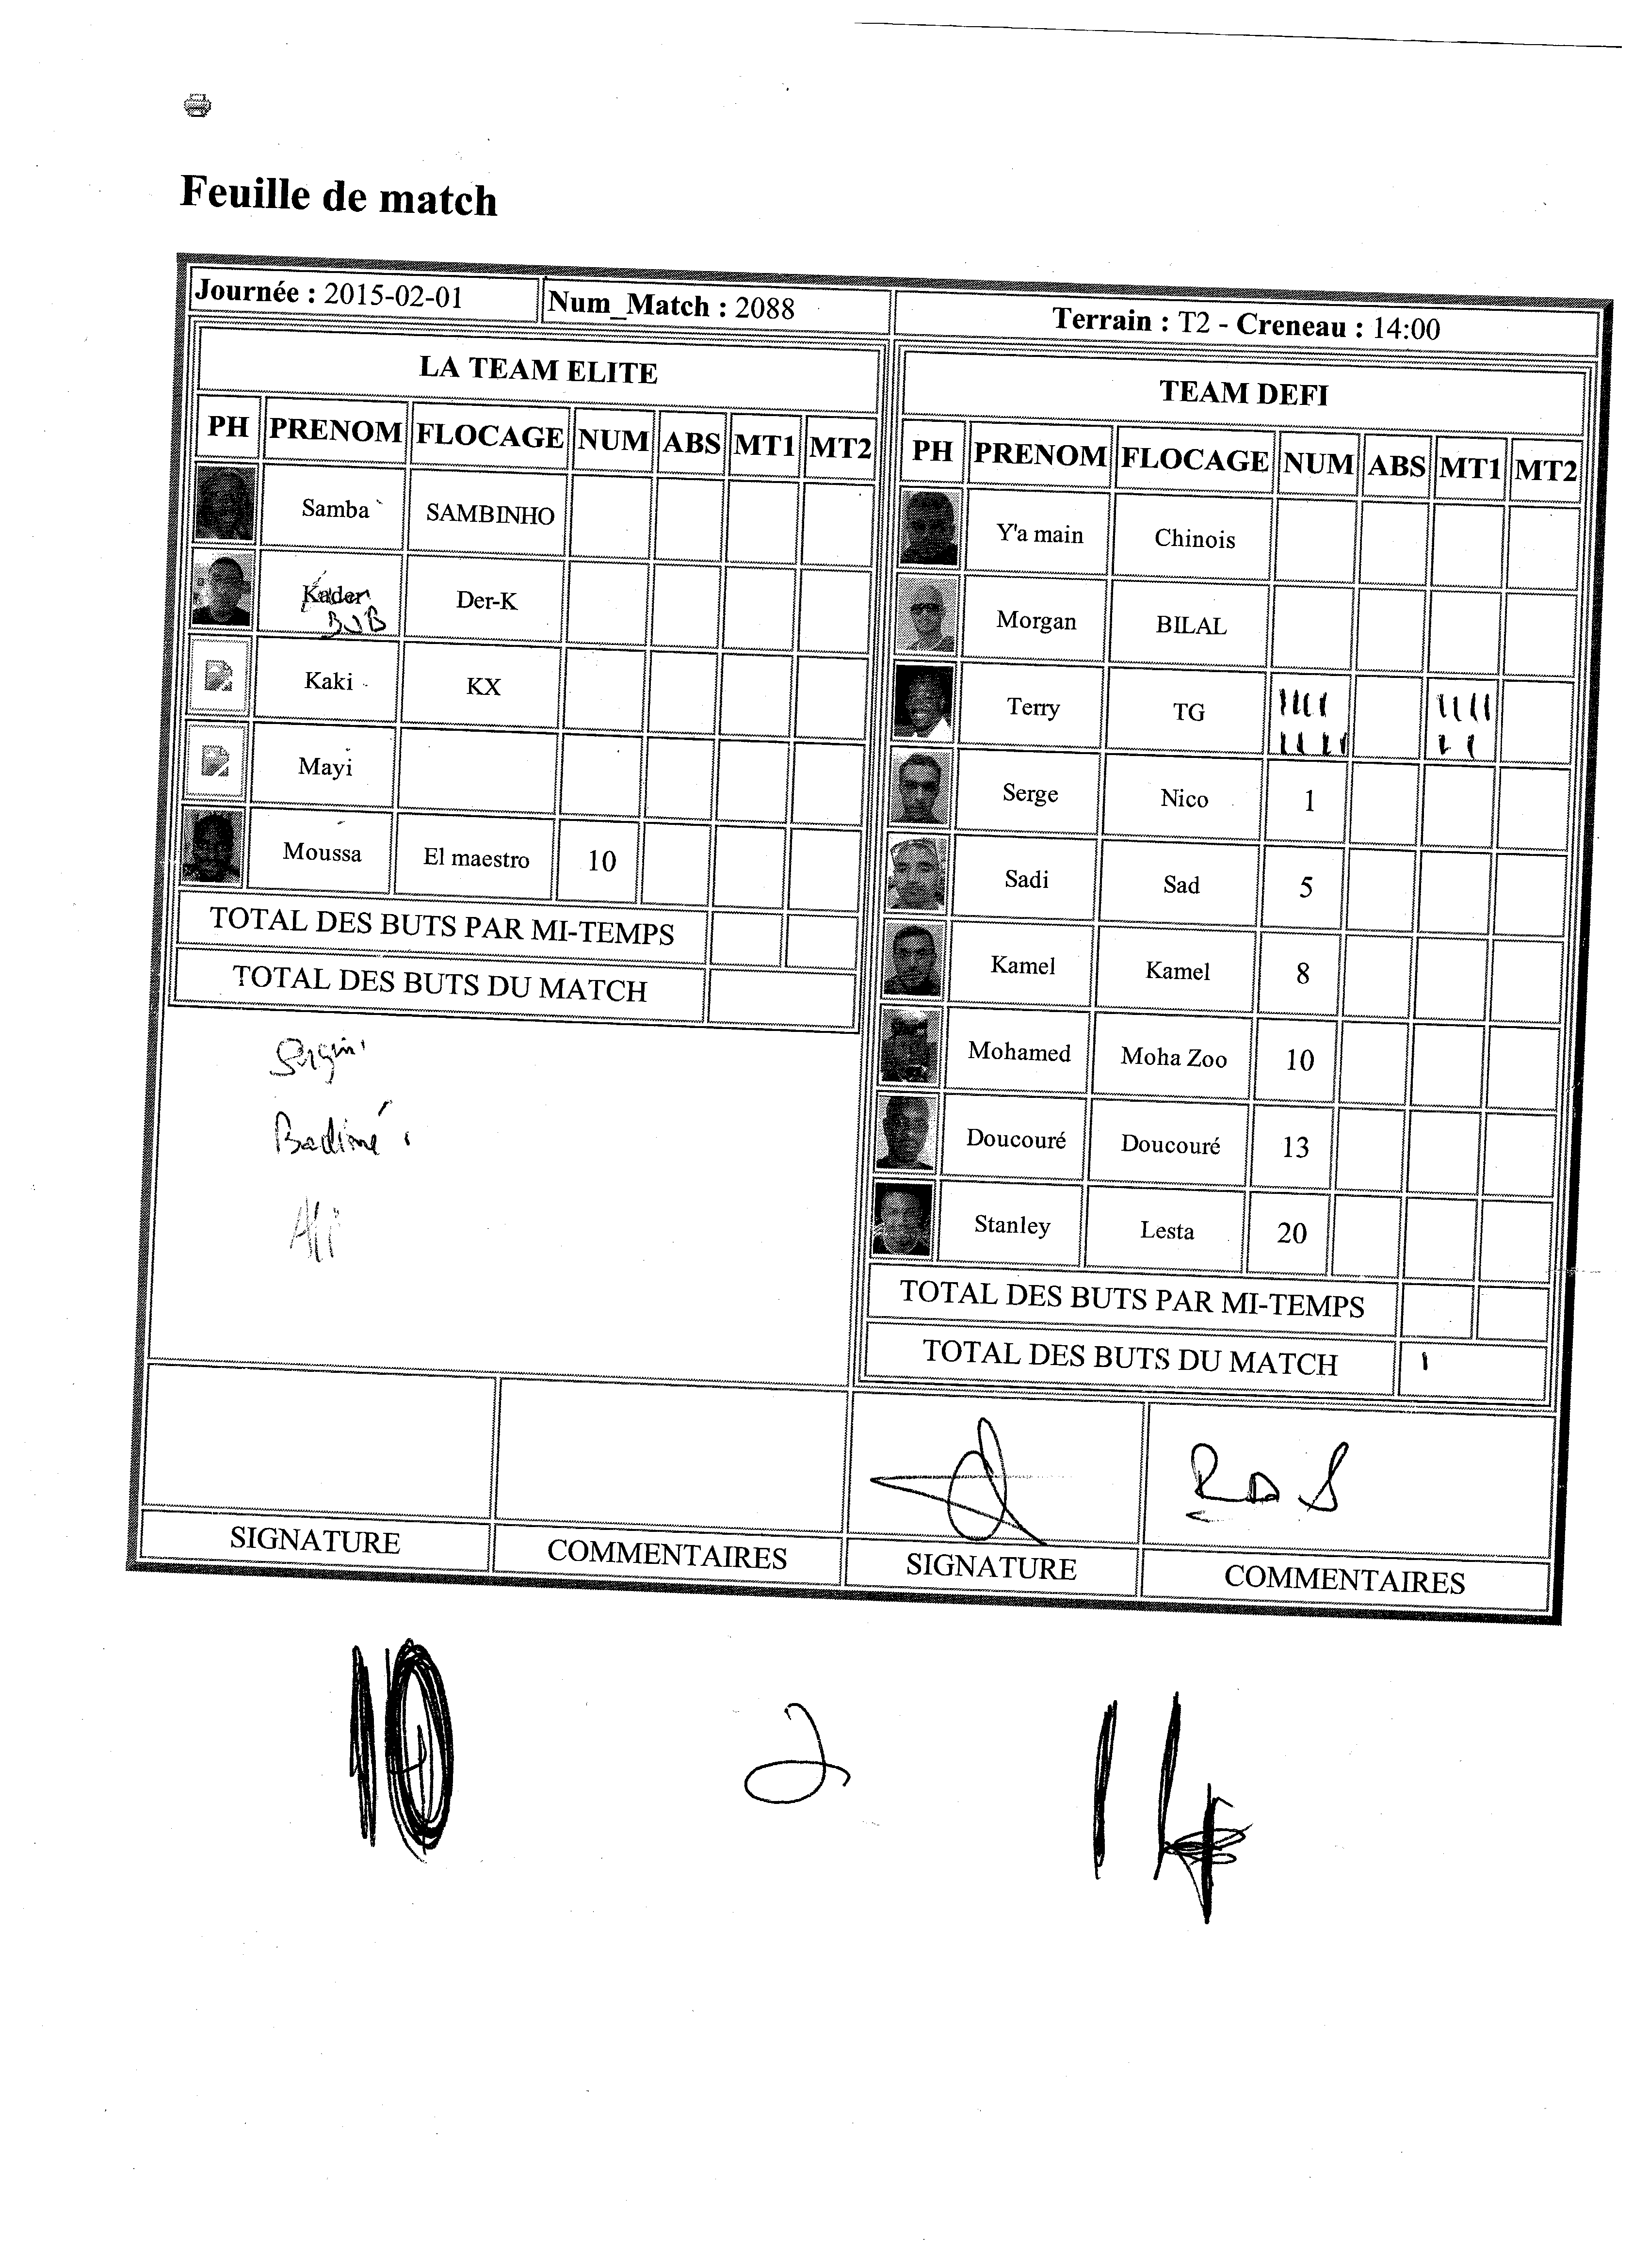 Feuille de match
Journée : 2015-02-01 Num_Match : 2088 Terrain : T2 - Creneau : 14:00
LA TEAM ELITE
PH PRENOM FLOCAGE NUM ABS MT1 MT2
Samba SAMBINHO
Kader Der-K
BUB
Kaki KX
Mayi
Moussa El maestro 10
TOTAL DES BUTS PAR MI-TEMPS
TOTAL DES BUTS DU MATCH
Badimé
TEAM DEFI
PH PRENOM FLOCAGE NUM ABS MT1 MT2
Y'a main Chinois
Morgan BILAL
Terry TG IIII IIII
IIII II
Serge Nico 1
Sadi Sad 5
Kamel Kamel 8
Mohamed Moha Zoo 10
Doucouré Doucouré 13
Stanley Lesta 20
TOTAL DES BUTS PAR MI-TEMPS
TOTAL DES BUTS DU MATCH I
RAS
SIGNATURE COMMENTAIRES SIGNATURE COMMENTAIRES
10 2 14